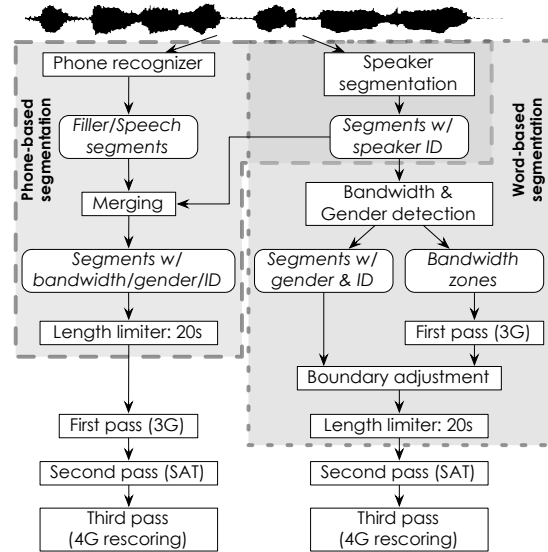 Phone recognizer
Filler/Speech
segments
Merging
Segments w/
bandwidth/gender/ID
Length limiter: 20s
First pass (3G)
Second pass (SAT)
Third pass
(4G rescoring)
Phone-based
segmentation
Speaker
segmentation
Segments w/
speaker ID
Bandwidth &
Gender detection
Segments w/
gender & ID
Bandwidth
zones
First pass (3G)
Boundary adjustment
Length limiter: 20s
Second pass (SAT)
Third pass
(4G rescoring)
Word-based
segmentation